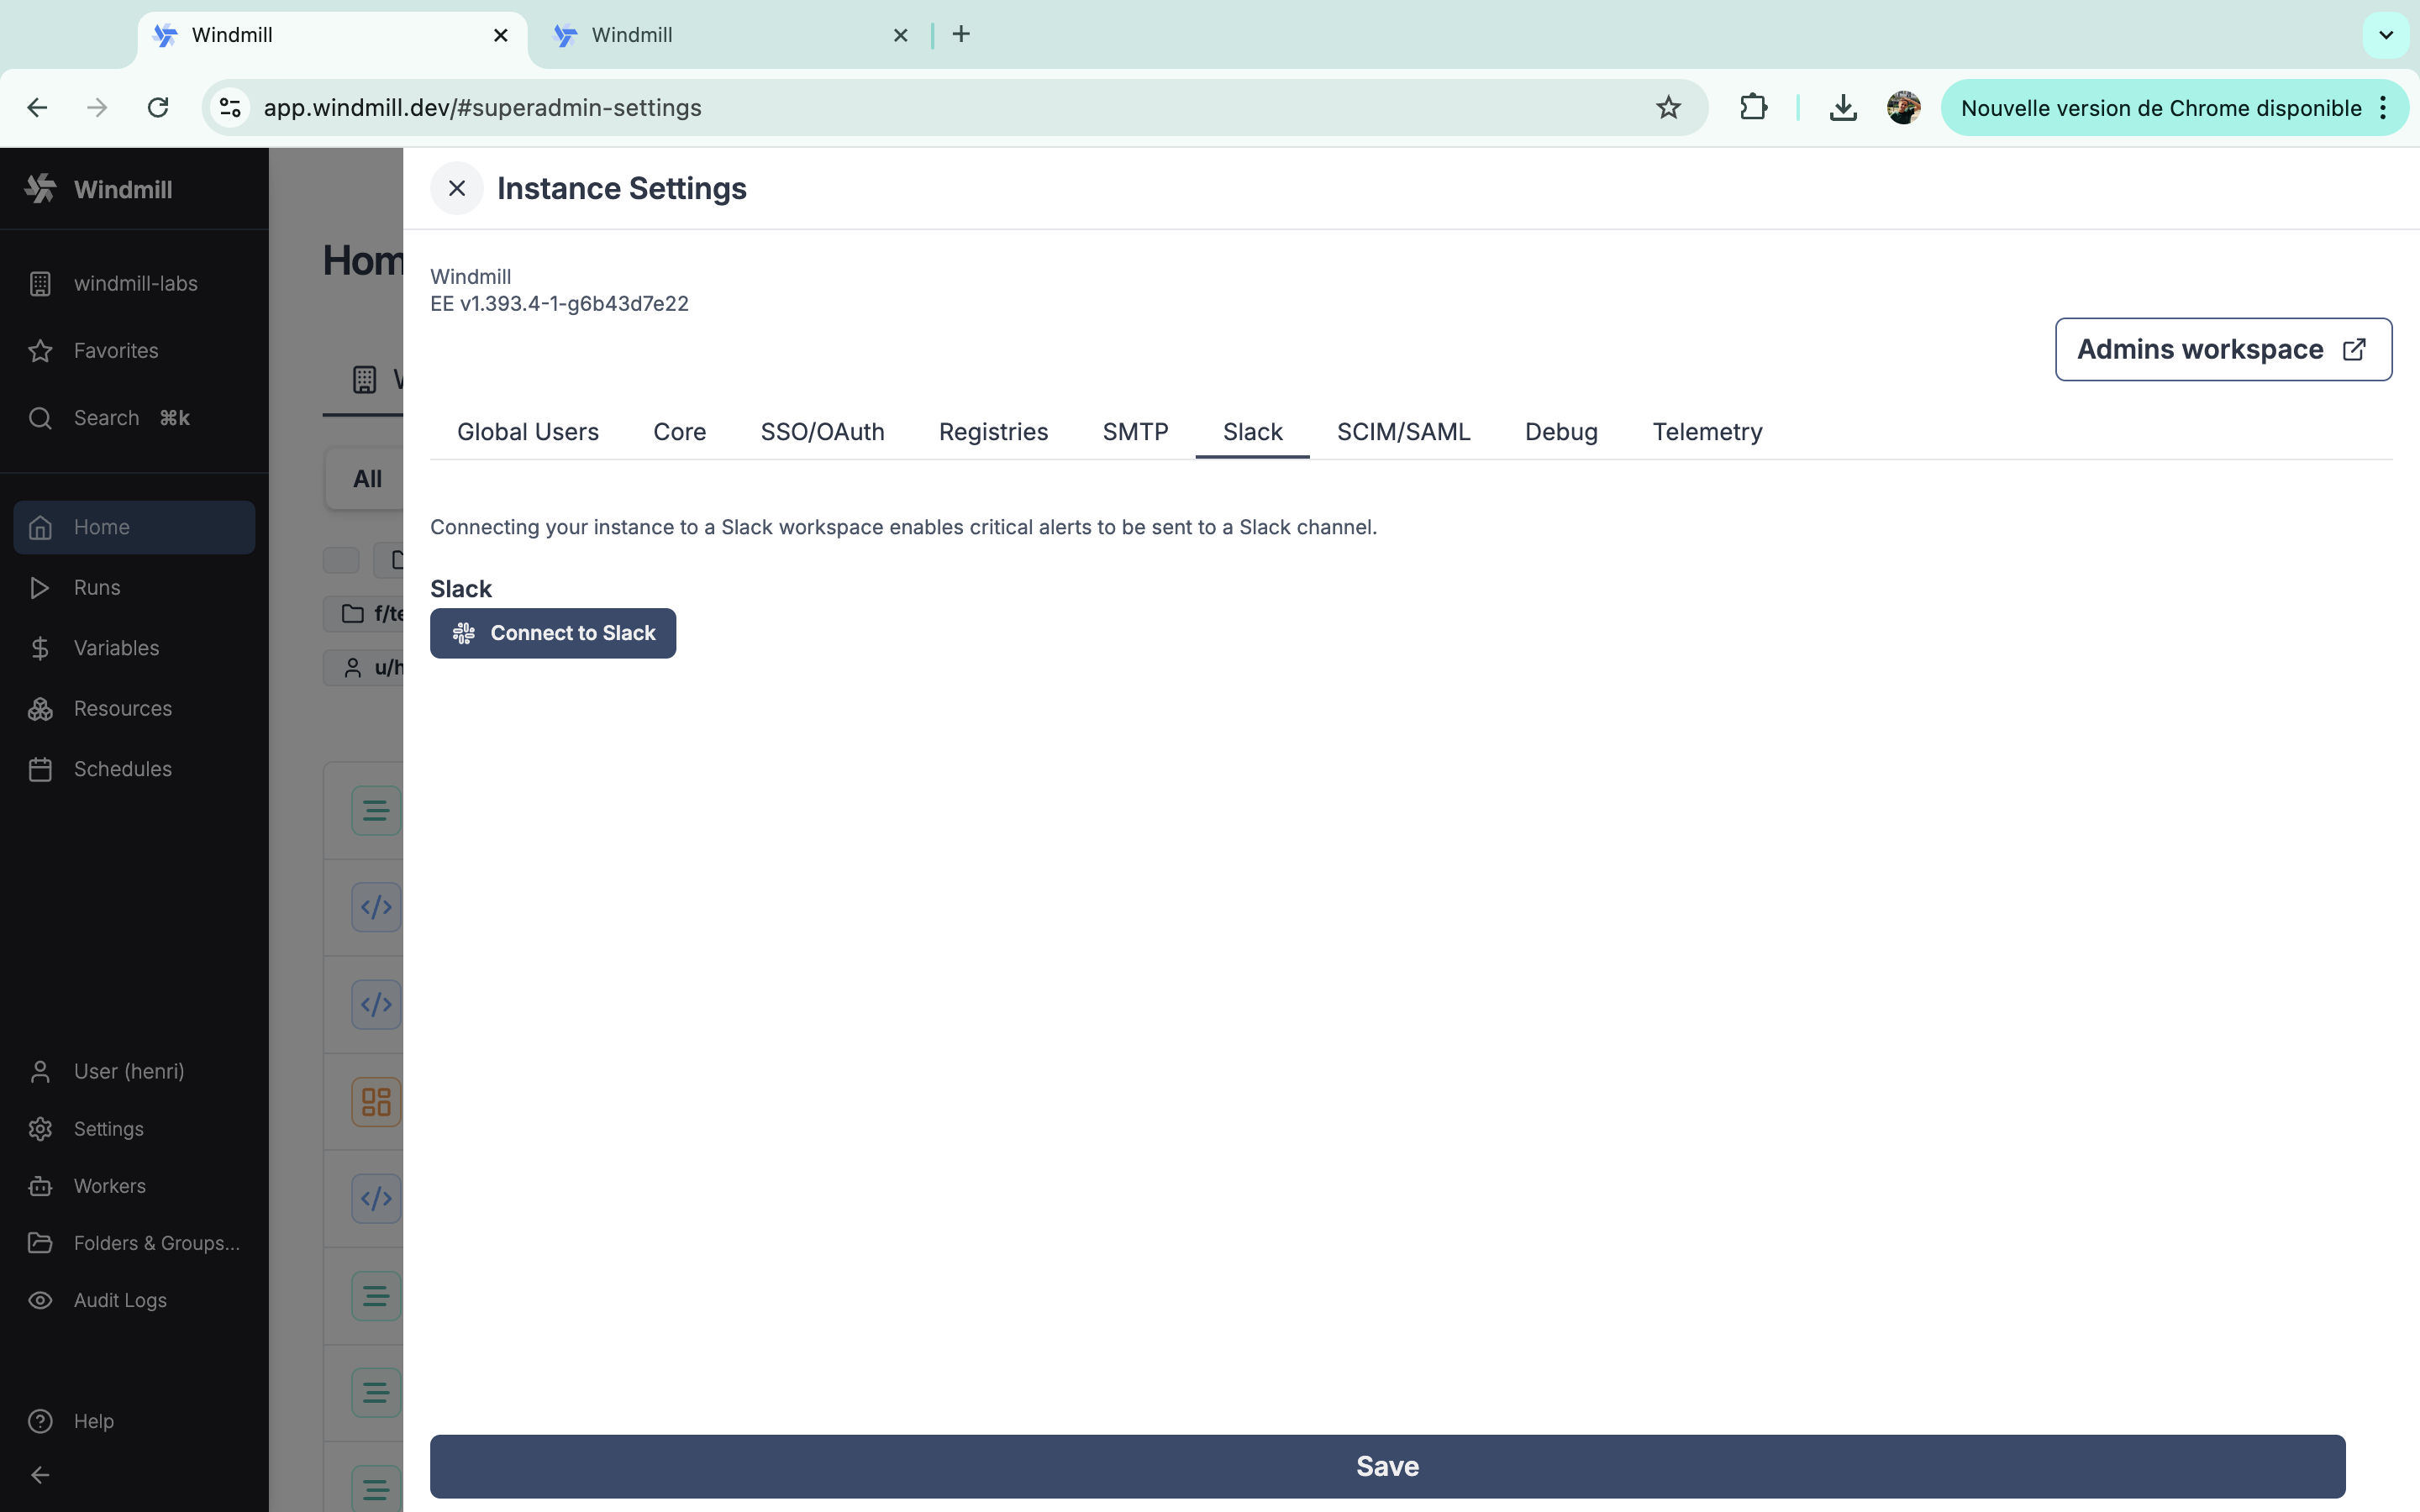 Windmill
Windmill
app.windmill.dev/#superadmin-settings
Nouvelle version de Chrome disponible
Windmill
windmill-labs
Favorites
Search ⌘k
Home
Runs
Variables
Resources
Schedules
User (henri)
Settings
Workers
Folders & Groups...
Audit Logs
Help
Hom
All
f/te
u/h
Instance Settings
Windmill
EE v1.393.4-1-g6b43d7e22
Admins workspace
Global Users Core SSO/OAuth Registries SMTP Slack SCIM/SAML Debug Telemetry
Connecting your instance to a Slack workspace enables critical alerts to be sent to a Slack channel.
Slack
Connect to Slack
Save